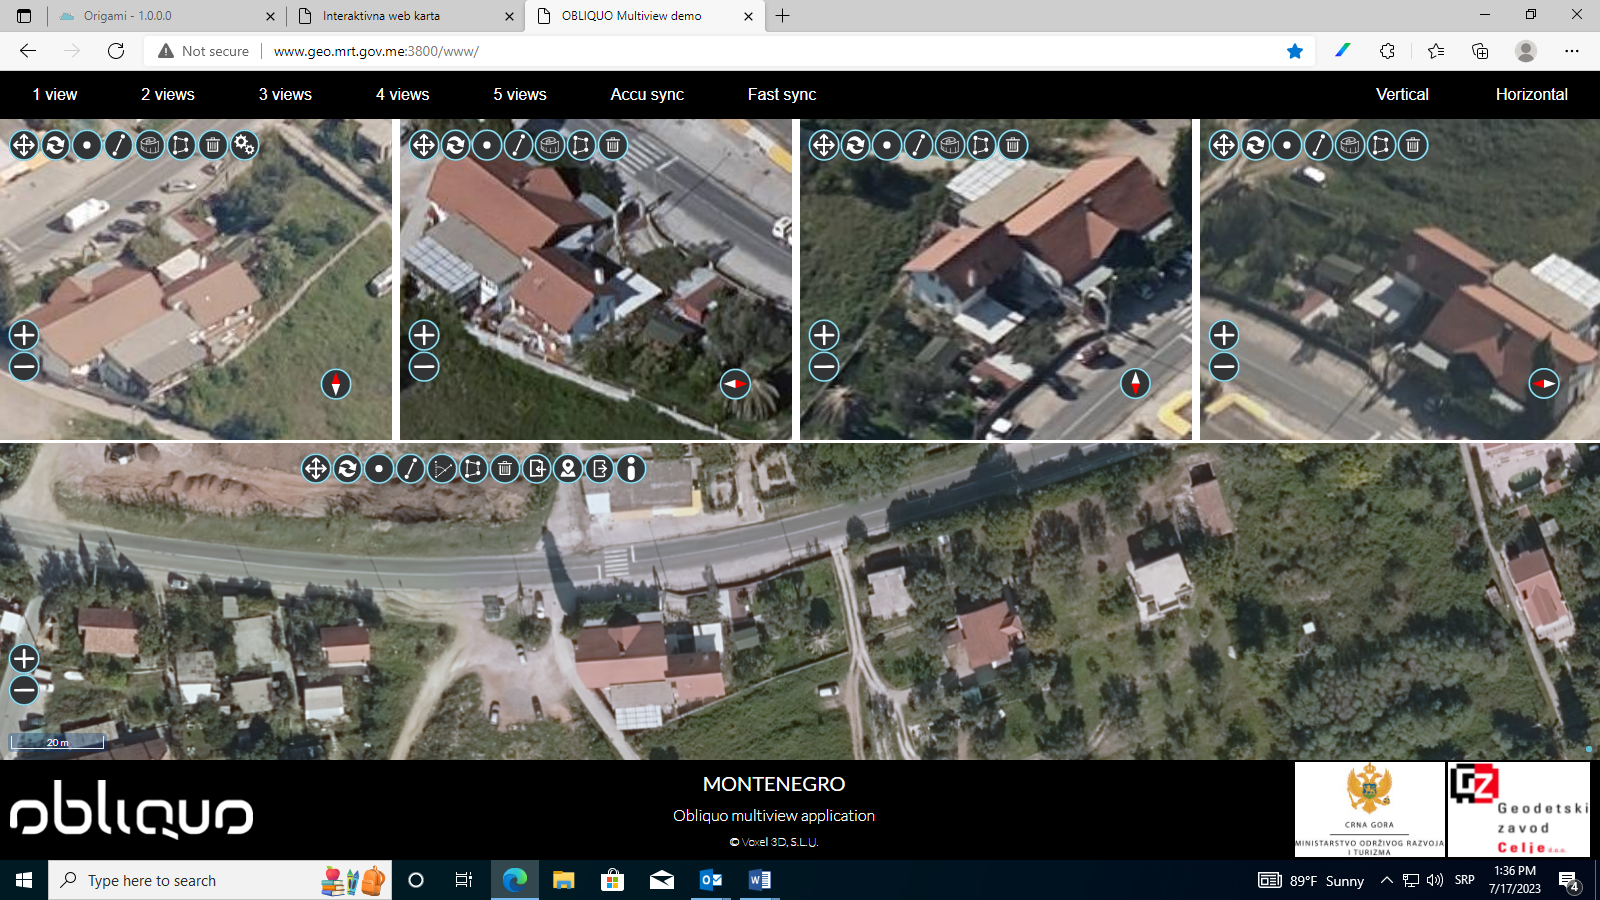 Origami - 1.0.0.0
Interaktivna web karta
OBLIQUO Multiview demo
Not secure
www.geo.mrt.gov.me:3800/www/
1 view
2 views
3 views
4 views
5 views
Accu sync
Fast sync
Vertical
Horizontal
20 m
obliquo
MONTENEGRO
Obliquo multiview application
© Voxel 3D, S.L.U.
CRNA GORA
MINISTARSTVO ODRŽIVOG RAZVOJA
I TURIZMA
GZ
Geodetski
zavod
Celje d.o.o.
Type here to search
89°F Sunny
SRP
1:36 PM
7/17/2023
4